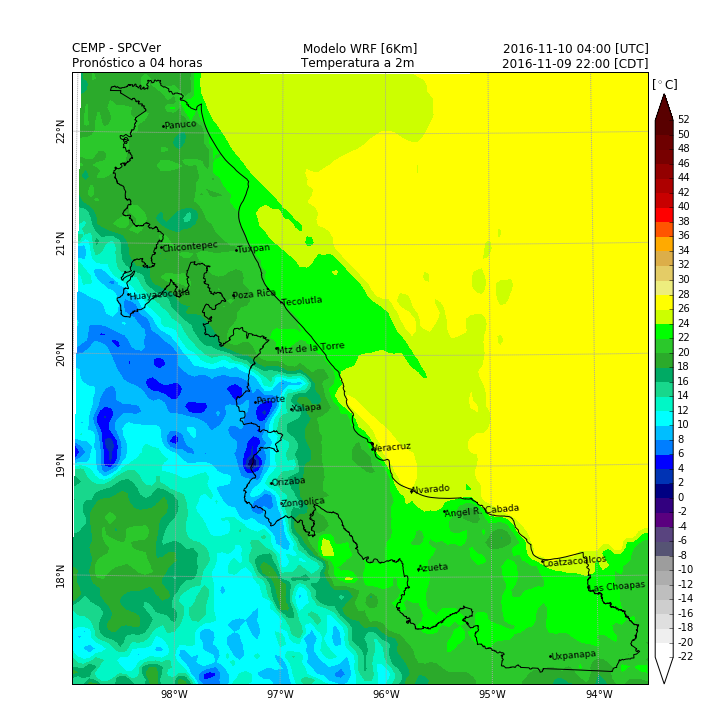 CEMP - SPCVer
Modelo WRF [6Km]
2016-11-10 04:00 [UTC]
Pronóstico a 04 horas
Temperatura a 2m
2016-11-09 22:00 [CDT]
[°C]
52
50
48
46
44
42
40
38
36
34
32
30
28
26
24
22
20
18
16
14
12
10
8
6
4
2
0
-2
-4
-6
-8
-10
-12
-14
-16
-18
-20
-22
22°N
21°N
20°N
19°N
18°N
Panuco
Chicontepec
Tuxpan
Huayacocotla
Poza Rica
Tecolutla
Mtz de la Torre
Perote
Xalapa
Veracruz
Orizaba
Alvarado
Zongolica
Angel R. Cabada
Azueta
Coatzacoalcos
Las Choapas
Uxpanapa
98°W 97°W 96°W 95°W 94°W